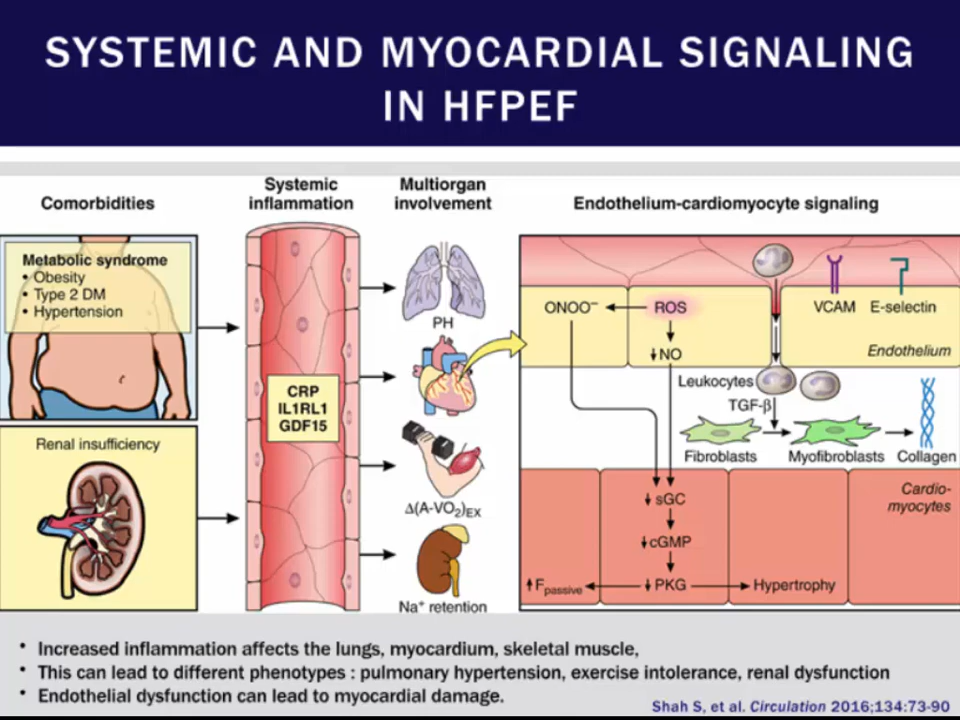 SYSTEMIC AND MYOCARDIAL SIGNALING
IN HFPEF
Comorbidities
Systemic
inflammation
Multiorgan
involvement
Endothelium-cardiomyocyte signaling
Metabolic syndrome
• Obesity
• Type 2 DM
• Hypertension
Renal insufficiency
CRP
IL1RL1
GDF15
PH
Δ(A-VO₂)EX
Na⁺ retention
ONOO⁻
ROS
NO
VCAM
E-selectin
Endothelium
Leukocytes
TGF-β
Fibroblasts
Myofibroblasts
Collagen
Cardio-
myocytes
sGC
cGMP
Fpassive
PKG
Hypertrophy
• Increased inflammation affects the lungs, myocardium, skeletal muscle,
• This can lead to different phenotypes : pulmonary hypertension, exercise intolerance, renal dysfunction
• Endothelial dysfunction can lead to myocardial damage.
Shah S, et al. Circulation 2016;134:73-90